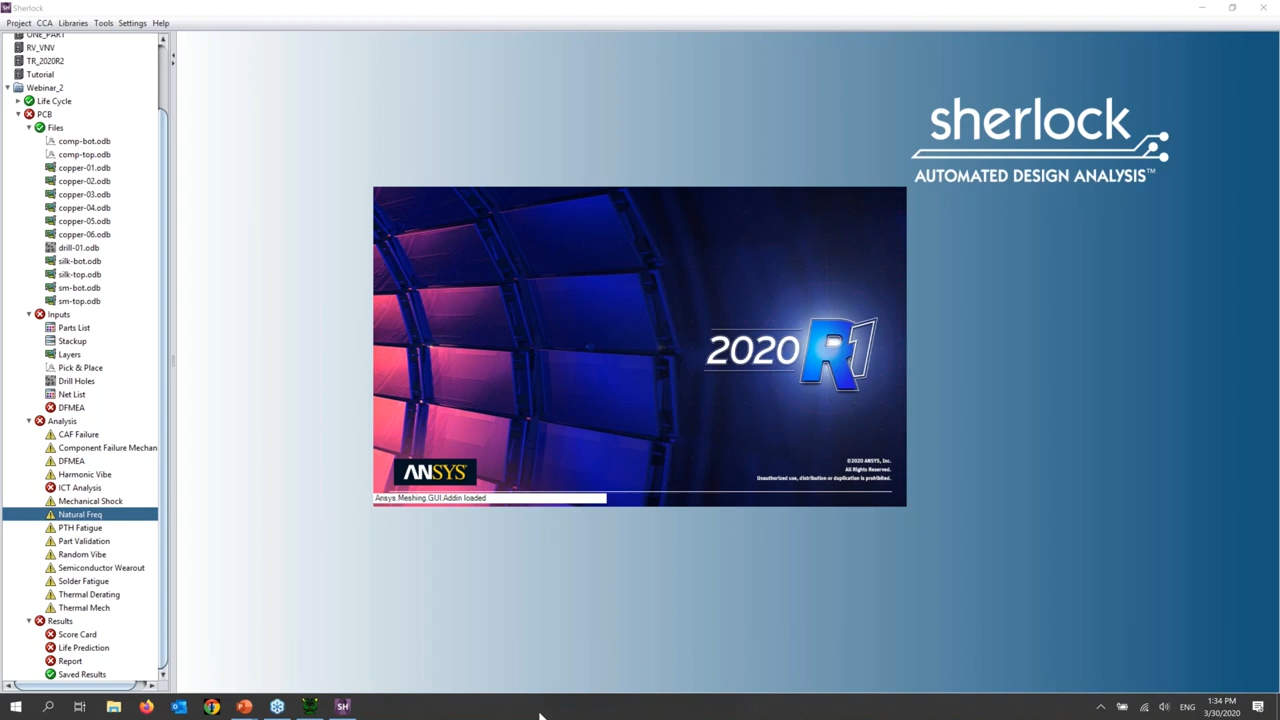 Sherlock
Project CCA Libraries Tools Settings Help
ONE_PART
RV_VNV
TR_2020R2
Tutorial
Webinar_2
Life Cycle
PCB
Files
comp-bot.odb
comp-top.odb
copper-01.odb
copper-02.odb
copper-03.odb
copper-04.odb
copper-05.odb
copper-06.odb
drill-01.odb
silk-bot.odb
silk-top.odb
sm-bot.odb
sm-top.odb
Inputs
Parts List
Stackup
Layers
Pick & Place
Drill Holes
Net List
DFMEA
Analysis
CAF Failure
Component Failure Mechan
DFMEA
Harmonic Vibe
ICT Analysis
Mechanical Shock
Natural Freq
PTH Fatigue
Part Validation
Random Vibe
Semiconductor Wearout
Solder Fatigue
Thermal Derating
Thermal Mech
Results
Score Card
Life Prediction
Report
Saved Results
sherlock
AUTOMATED DESIGN ANALYSIS™
2020 R1
ANSYS
©2020 ANSYS, Inc.
All Rights Reserved.
Unauthorized use, distribution or duplication is prohibited.
Ansys.Meshing.GUI.Addin loaded
SH
ENG
1:34 PM
3/30/2020